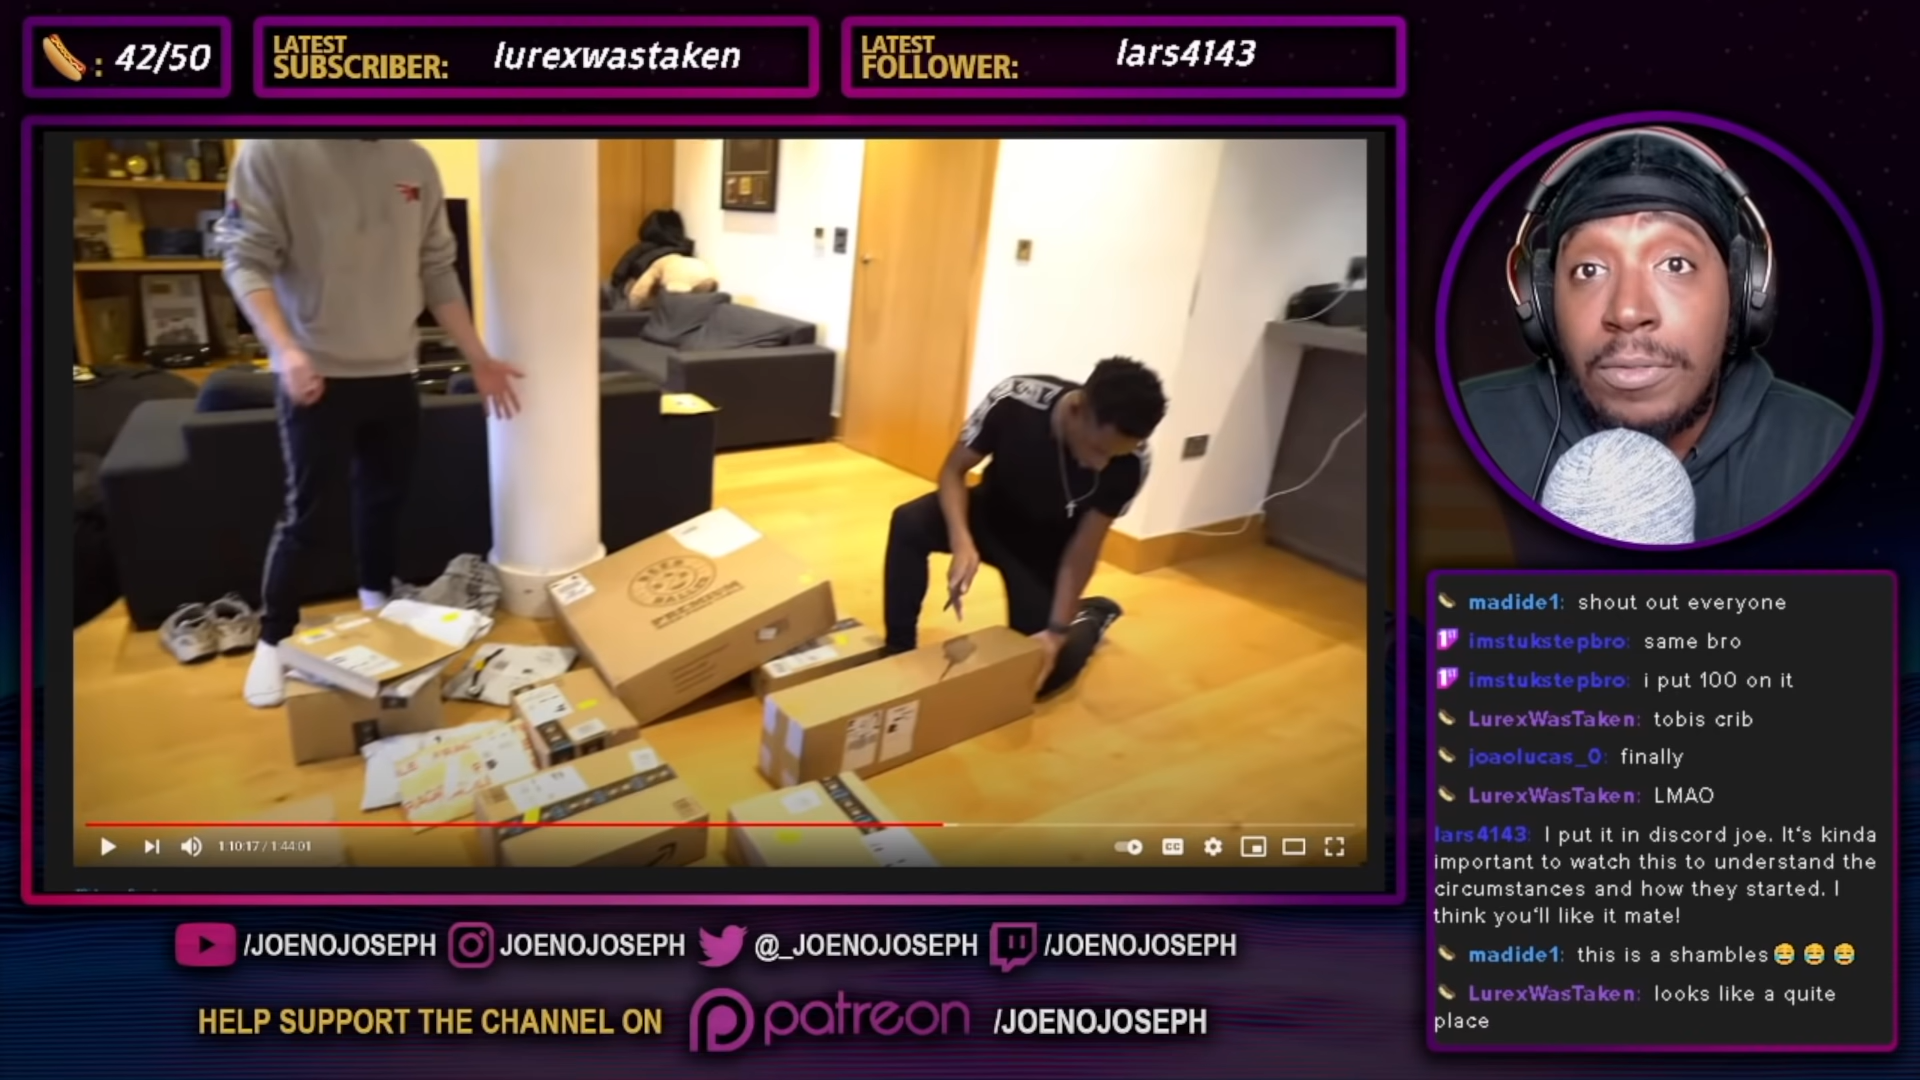 : 42/50
LATEST SUBSCRIBER: lurexwastaken
LATEST FOLLOWER: lars4143
PREMIUM
1:10:17 / 1:44:01
CC
madide1: shout out everyone
imstukstepbro: same bro
imstukstepbro: i put 100 on it
LurexWasTaken: tobis crib
joaolucas_0: finally
LurexWasTaken: LMAO
lars4143: I put it in discord joe. It's kinda
important to watch this to understand the
circumstances and how they started. I
think you'll like it mate!
madide1: this is a shambles
LurexWasTaken: looks like a quite
place
/JOENOJOSEPH JOENOJOSEPH @_JOENOJOSEPH /JOENOJOSEPH
HELP SUPPORT THE CHANNEL ON patreon /JOENOJOSEPH